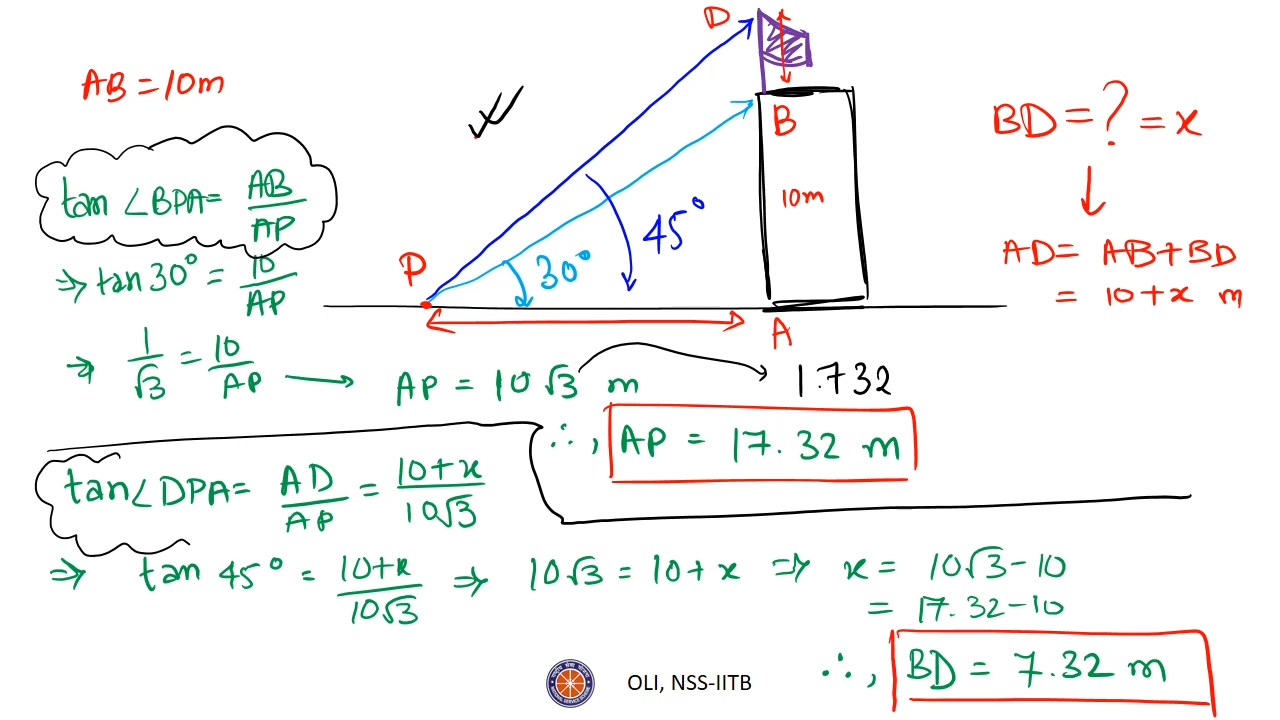 AB = 10m
tan ∠BPA = AB/AP
⇒ tan 30° = 10/AP
⇒ 1/√3 = 10/AP → AP = 10√3 m → 1.732
∴, AP = 17.32 m
D
B
10m
A
P
30°
45°
BD = ? = x
↓
AD = AB + BD
= 10 + x m
tan∠DPA = AD/AP = 10+x/10√3
⇒ tan 45° = 10+x/10√3 ⇒ 10√3 = 10 + x ⇒ x = 10√3 - 10
= 17.32 - 10
∴, BD = 7.32 m
OLI, NSS-IITB